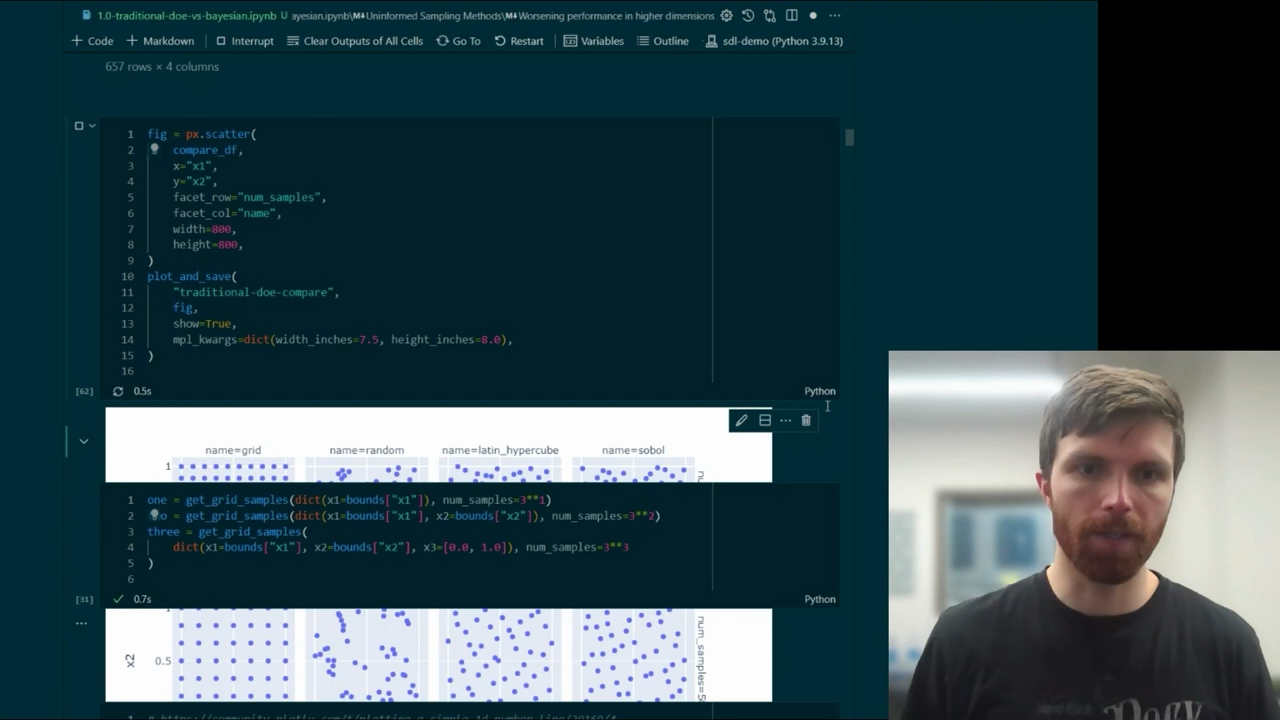 1.0-traditional-doe-vs-bayesian.ipynb U ayesian.ipynb\M↓Uninformed Sampling Methods\M↓Worsening performance in higher dimensions
+ Code + Markdown Interrupt Clear Outputs of All Cells Go To Restart Variables Outline sdl-demo (Python 3.9.13)
657 rows × 4 columns
1 fig = px.scatter(
2 compare_df,
3 x="x1",
4 y="x2",
5 facet_row="num_samples",
6 facet_col="name",
7 width=800,
8 height=800,
9 )
10 plot_and_save(
11 "traditional-doe-compare",
12 fig,
13 show=True,
14 mpl_kwargs=dict(width_inches=7.5, height_inches=8.0),
15 )
16
[62] 0.5s Python
name=grid name=random name=latin_hypercube name=sobol
1
1 one = get_grid_samples(dict(x1=bounds["x1"]), num_samples=3**1)
2 o = get_grid_samples(dict(x1=bounds["x1"], x2=bounds["x2"]), num_samples=3**2)
3 three = get_grid_samples(
4 dict(x1=bounds["x1"], x2=bounds["x2"], x3=[0.0, 1.0]), num_samples=3**3
5 )
6
[31] 0.7s Python
x2
0.5
num_samples=5